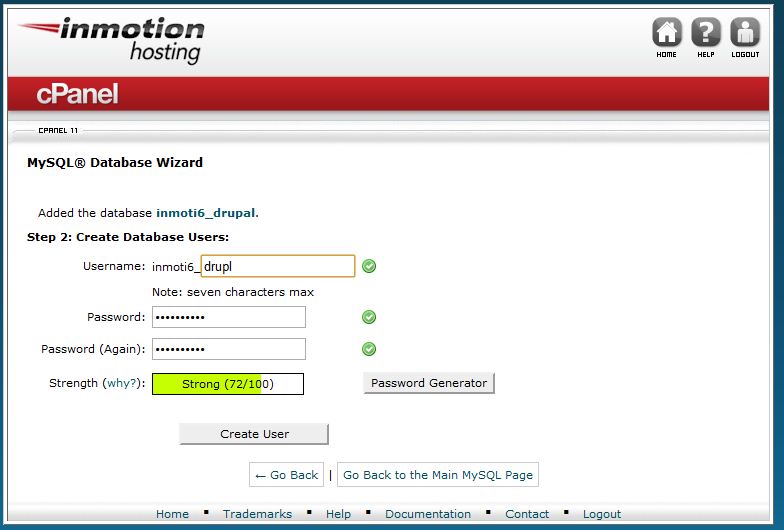 inmotion
hosting
HOME HELP LOGOUT
cPanel
CPANEL 11
MySQL® Database Wizard
Added the database inmoti6_drupal.
Step 2: Create Database Users:
Username: inmoti6_drupl
Note: seven characters max
Password: ••••••••••
Password (Again): ••••••••••
Strength (why?): Strong (72/100) Password Generator
Create User
← Go Back | Go Back to the Main MySQL Page
Home ▪ Trademarks ▪ Help ▪ Documentation ▪ Contact ▪ Logout